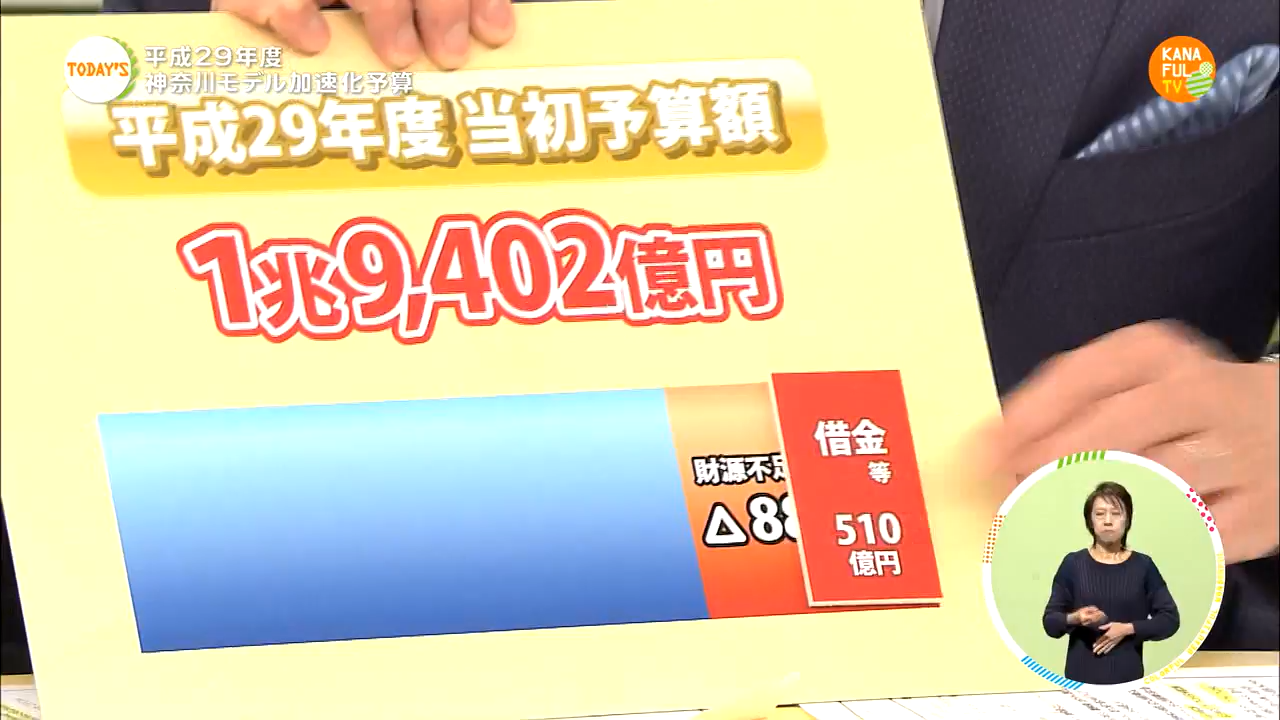 TODAY'S
平成29年度
神奈川モデル加速化予算
KANA
FUL
TV
平成29年度 当初予算額
1兆9,402億円
財源不足
△88
借金
等
510
億円